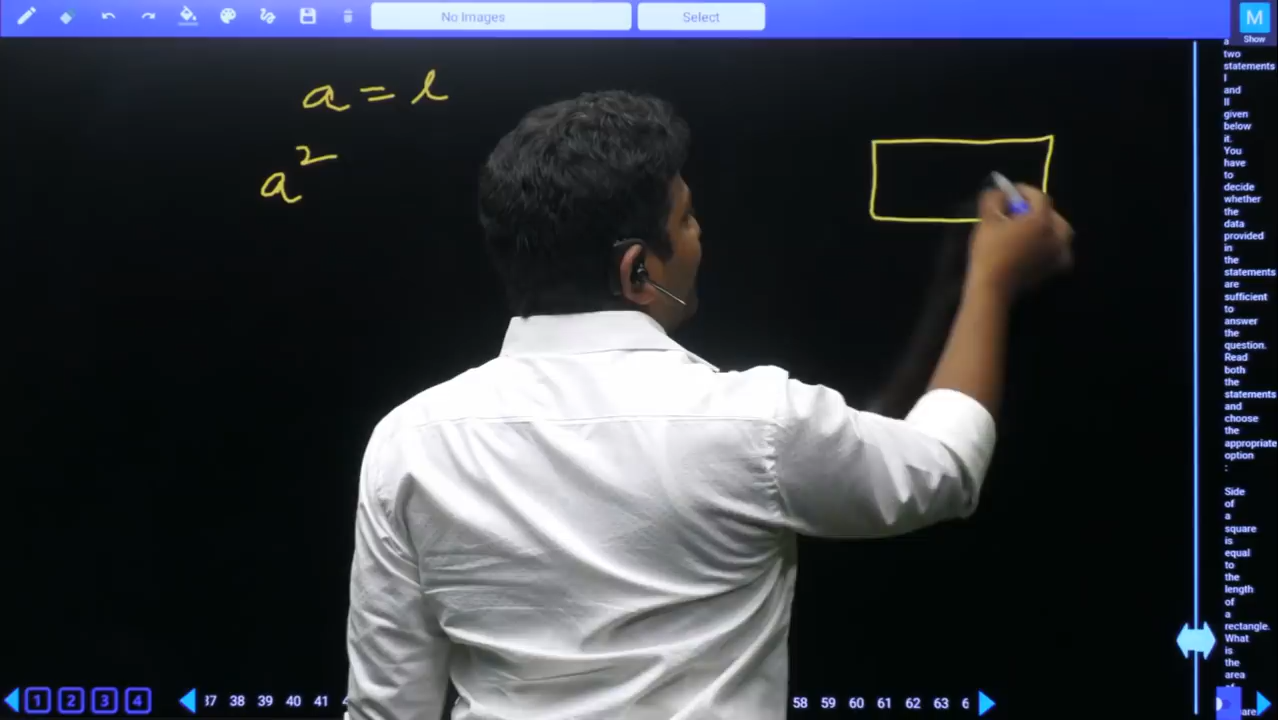 No Images
Select
M
Show
a = l
a²
a
two
statements
I
and
II
given
below
it.
You
have
to
decide
whether
the
data
provided
in
the
statements
are
sufficient
to
answer
the
question.
Read
both
the
statements
and
choose
the
appropriate
option
:
Side
of
a
square
is
equal
to
the
length
of
a
rectangle.
What
is
the
area
1 2 3 4
37 38 39 40 41
58 59 60 61 62 63